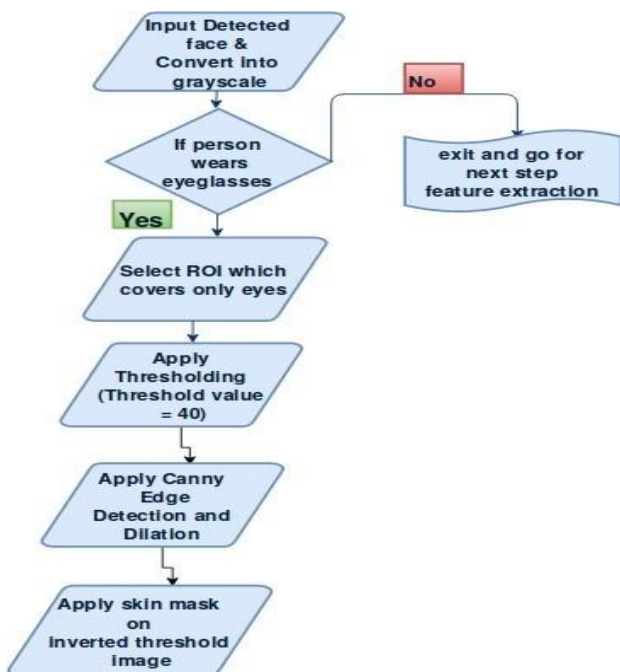 Input Detected
face &
Convert into
grayscale
No
If person
wears
eyeglasses
exit and go for
next step
feature extraction
Yes
Select ROI which
covers only eyes
Apply
Thresholding
(Threshold value
= 40)
Apply Canny
Edge
Detection and
Dilation
Apply skin mask
on
inverted threshold
image